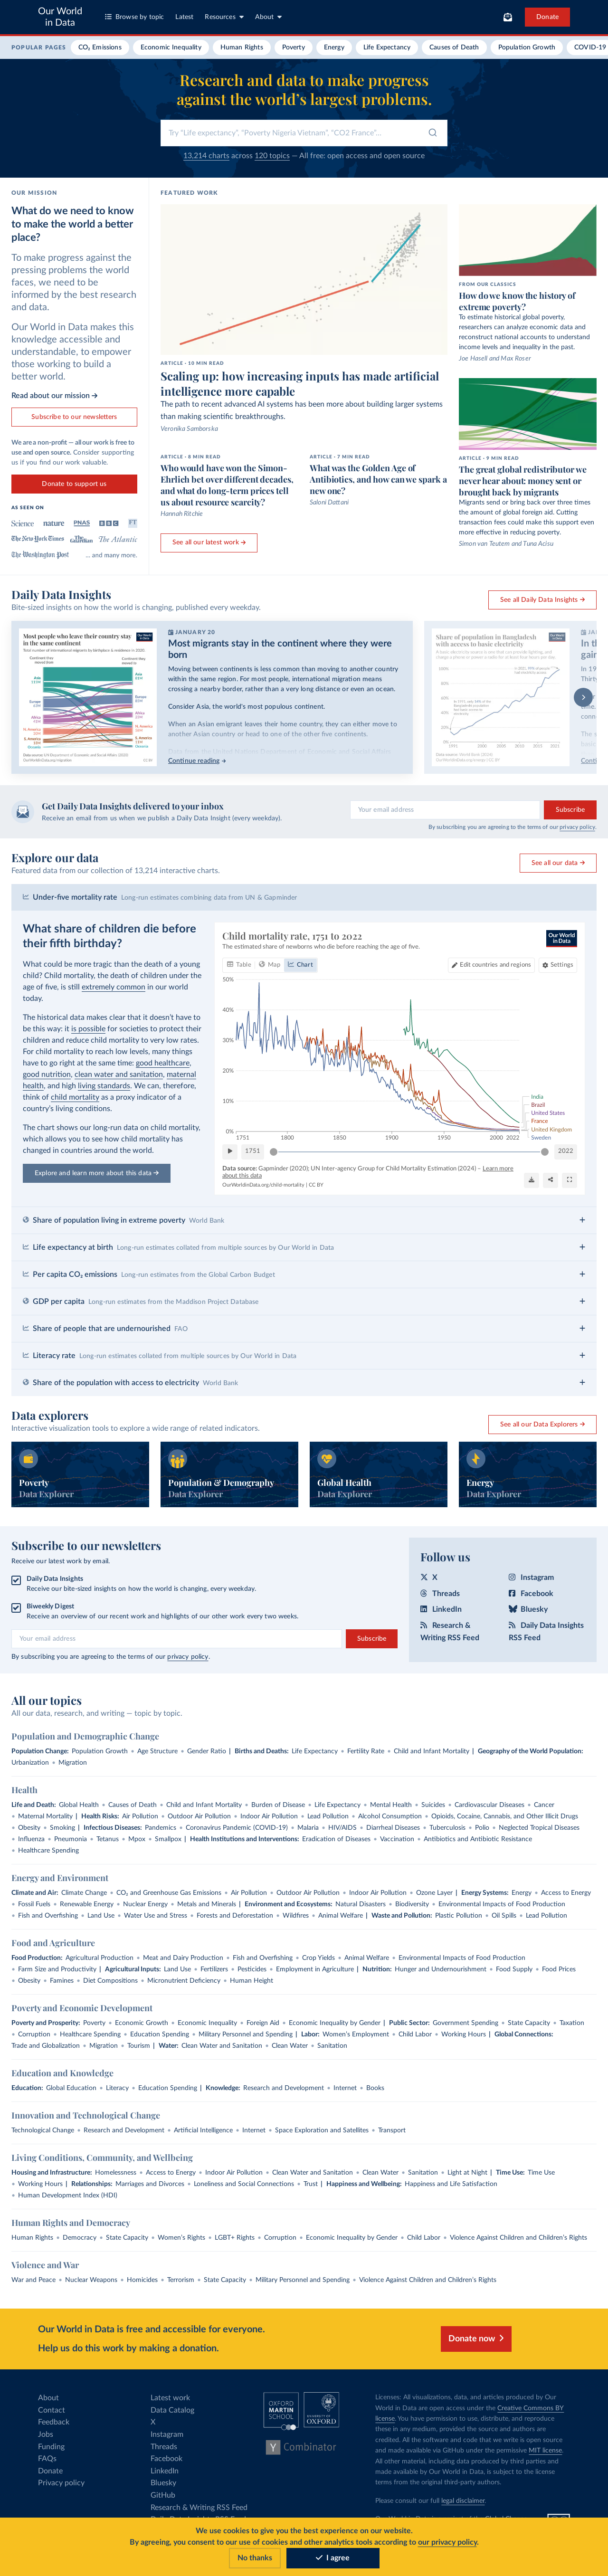 Our World
in Data
Browse by topic
Latest
Resources
About
Donate
POPULAR PAGES
CO₂ Emissions
Economic Inequality
Human Rights
Poverty
Energy
Life Expectancy
Causes of Death
Population Growth
COVID-19
Research and data to make progress
against the world's largest problems.
Try "Life expectancy", "Poverty Nigeria Vietnam", "CO2 France"...
13,214 charts across 120 topics — All free: open access and open source
OUR MISSION
What do we need to know
to make the world a better
place?
To make progress against the
pressing problems the world
faces, we need to be
informed by the best research
and data.
Our World in Data makes this
knowledge accessible and
understandable, to empower
those working to build a
better world.
Read about our mission →
Subscribe to our newsletters
We are a non-profit — all our work is free to
use and open source. Consider supporting
us if you find our work valuable.
Donate to support us
AS SEEN ON
Science
nature
PNAS
BBC
FT
The New York Times
The Guardian
The Atlantic
The Washington Post
... and many more.
FEATURED WORK
ARTICLE • 10 MIN READ
Scaling up: how increasing inputs has made artificial
intelligence more capable
The path to recent advanced AI systems has been more about building larger systems
than making scientific breakthroughs.
Veronika Samborska
ARTICLE • 8 MIN READ
Who would have won the Simon-
Ehrlich bet over different decades,
and what do long-term prices tell
us about resource scarcity?
Hannah Ritchie
ARTICLE • 7 MIN READ
What was the Golden Age of
Antibiotics, and how can we spark a
new one?
Saloni Dattani
See all our latest work →
FROM OUR CLASSICS
How do we know the history of
extreme poverty?
To estimate historical global poverty,
researchers can analyze economic data and
reconstruct national accounts to understand
income levels and inequality in the past.
Joe Hasell and Max Roser
ARTICLE • 9 MIN READ
The great global redistributor we
never hear about: money sent or
brought back by migrants
Migrants send or bring back over three times
the amount of global foreign aid. Cutting
transaction fees could make this support even
more effective in reducing poverty.
Simon van Teutem and Tuna Acisu
Daily Data Insights
Bite-sized insights on how the world is changing, published every weekday.
See all Daily Data Insights →
Most people who leave their country stay
in the same continent
JANUARY 20
Most migrants stay in the continent where they were
born
Moving between continents is less common than moving to another country
within the same region. For most people, international migration means
crossing a nearby border, rather than a very long distance or even an ocean.
Consider Asia, the world's most populous continent.
When an Asian emigrant leaves their home country, they can either move to
another Asian country or head to one of the other five continents.
Continue reading →
Share of population in Bangladesh
with access to basic electricity
Get Daily Data Insights delivered to your inbox
Receive an email from us when we publish a Daily Data Insight (every weekday).
Your email address
Subscribe
By subscribing you are agreeing to the terms of our privacy policy.
Explore our data
Featured data from our collection of 13,214 interactive charts.
See all our data →
Under-five mortality rate Long-run estimates combining data from UN & Gapminder
What share of children die before
their fifth birthday?
What could be more tragic than the death of a young
child? Child mortality, the death of children under the
age of five, is still extremely common in our world
today.
The historical data makes clear that it doesn't have to
be this way: it is possible for societies to protect their
children and reduce child mortality to very low rates.
For child mortality to reach low levels, many things
have to go right at the same time: good healthcare,
good nutrition, clean water and sanitation, maternal
health, and high living standards. We can, therefore,
think of child mortality as a proxy indicator of a
country's living conditions.
The chart shows our long-run data on child mortality,
which allows you to see how child mortality has
changed in countries around the world.
Explore and learn more about this data →
Child mortality rate, 1751 to 2022
The estimated share of newborns who die before reaching the age of five.
Our World
in Data
Table
Map
Chart
Edit countries and regions
Settings
50%
40%
30%
20%
10%
0%
1751
1800
1850
1900
1950
2000
2022
India
Brazil
United States
France
United Kingdom
Sweden
1751
2022
Data source: Gapminder (2020); UN Inter-agency Group for Child Mortality Estimation (2024) – Learn more
about this data
OurWorldinData.org/child-mortality | CC BY
Share of population living in extreme poverty World Bank
Life expectancy at birth Long-run estimates collated from multiple sources by Our World in Data
Per capita CO₂ emissions Long-run estimates from the Global Carbon Budget
GDP per capita Long-run estimates from the Maddison Project Database
Share of people that are undernourished FAO
Literacy rate Long-run estimates collated from multiple sources by Our World in Data
Share of the population with access to electricity World Bank
Data explorers
Interactive visualization tools to explore a wide range of related indicators.
See all our Data Explorers →
Poverty
Data Explorer
Population & Demography
Data Explorer
Global Health
Data Explorer
Energy
Data Explorer
Subscribe to our newsletters
Receive our latest work by email.
Daily Data Insights
Receive our bite-sized insights on how the world is changing, every weekday.
Biweekly Digest
Receive an overview of our recent work and highlights of our other work every two weeks.
Your email address
Subscribe
By subscribing you are agreeing to the terms of our privacy policy.
Follow us
X
Instagram
Threads
Facebook
LinkedIn
Bluesky
Research &
Writing RSS Feed
Daily Data Insights
RSS Feed
All our topics
All our data, research, and writing — topic by topic.
Population and Demographic Change
Population Change: Population Growth • Age Structure • Gender Ratio | Births and Deaths: Life Expectancy • Fertility Rate • Child and Infant Mortality | Geography of the World Population:
Urbanization • Migration
Health
Life and Death: Global Health • Causes of Death • Child and Infant Mortality • Burden of Disease • Life Expectancy • Mental Health • Suicides • Cardiovascular Diseases • Cancer
• Maternal Mortality | Health Risks: Air Pollution • Outdoor Air Pollution • Indoor Air Pollution • Lead Pollution • Alcohol Consumption • Opioids, Cocaine, Cannabis, and Other Illicit Drugs
• Obesity • Smoking | Infectious Diseases: Pandemics • Coronavirus Pandemic (COVID-19) • Malaria • HIV/AIDS • Diarrheal Diseases • Tuberculosis • Polio • Neglected Tropical Diseases
• Influenza • Pneumonia • Tetanus • Mpox • Smallpox | Health Institutions and Interventions: Eradication of Diseases • Vaccination • Antibiotics and Antibiotic Resistance
• Healthcare Spending
Energy and Environment
Climate and Air: Climate Change • CO₂ and Greenhouse Gas Emissions • Air Pollution • Outdoor Air Pollution • Indoor Air Pollution • Ozone Layer | Energy Systems: Energy • Access to Energy
• Fossil Fuels • Renewable Energy • Nuclear Energy • Metals and Minerals | Environment and Ecosystems: Natural Disasters • Biodiversity • Environmental Impacts of Food Production
• Fish and Overfishing • Land Use • Water Use and Stress • Forests and Deforestation • Wildfires • Animal Welfare | Waste and Pollution: Plastic Pollution • Oil Spills • Lead Pollution
Food and Agriculture
Food Production: Agricultural Production • Meat and Dairy Production • Fish and Overfishing • Crop Yields • Animal Welfare • Environmental Impacts of Food Production
• Farm Size and Productivity | Agricultural Inputs: Land Use • Fertilizers • Pesticides • Employment in Agriculture | Nutrition: Hunger and Undernourishment • Food Supply • Food Prices
• Obesity • Famines • Diet Compositions • Micronutrient Deficiency • Human Height
Poverty and Economic Development
Poverty and Prosperity: Poverty • Economic Growth • Economic Inequality • Foreign Aid • Economic Inequality by Gender | Public Sector: Government Spending • State Capacity • Taxation
• Corruption • Healthcare Spending • Education Spending • Military Personnel and Spending | Labor: Women's Employment • Child Labor • Working Hours | Global Connections:
Trade and Globalization • Migration • Tourism | Water: Clean Water and Sanitation • Clean Water • Sanitation
Education and Knowledge
Education: Global Education • Literacy • Education Spending | Knowledge: Research and Development • Internet • Books
Innovation and Technological Change
Technological Change • Research and Development • Artificial Intelligence • Internet • Space Exploration and Satellites • Transport
Living Conditions, Community, and Wellbeing
Housing and Infrastructure: Homelessness • Access to Energy • Indoor Air Pollution • Clean Water and Sanitation • Clean Water • Sanitation • Light at Night | Time Use: Time Use
• Working Hours | Relationships: Marriages and Divorces • Loneliness and Social Connections • Trust | Happiness and Wellbeing: Happiness and Life Satisfaction
• Human Development Index (HDI)
Human Rights and Democracy
Human Rights • Democracy • State Capacity • Women's Rights • LGBT+ Rights • Corruption • Economic Inequality by Gender • Child Labor • Violence Against Children and Children's Rights
Violence and War
War and Peace • Nuclear Weapons • Homicides • Terrorism • State Capacity • Military Personnel and Spending • Violence Against Children and Children's Rights
Our World in Data is free and accessible for everyone.
Help us do this work by making a donation.
Donate now
About
Contact
Feedback
Jobs
Funding
FAQs
Donate
Privacy policy
Latest work
Data Catalog
X
Instagram
Threads
Facebook
LinkedIn
Bluesky
GitHub
Research & Writing RSS Feed
OXFORD
MARTIN
SCHOOL
UNIVERSITY OF
OXFORD
Y Combinator
Licenses: All visualizations, data, and articles produced by Our
World in Data are open access under the Creative Commons BY
license. You have permission to use, distribute, and reproduce
these in any medium, provided the source and authors are
credited. All the software and code that we write is open source
and made available via GitHub under the permissive MIT license.
All other material, including data produced by third parties and
made available by Our World in Data, is subject to the license
terms from the original third-party authors.
Please consult our full legal disclaimer.
We use cookies to give you the best experience on our website.
By agreeing, you consent to our use of cookies and other analytics tools according to our privacy policy.
No thanks
I agree